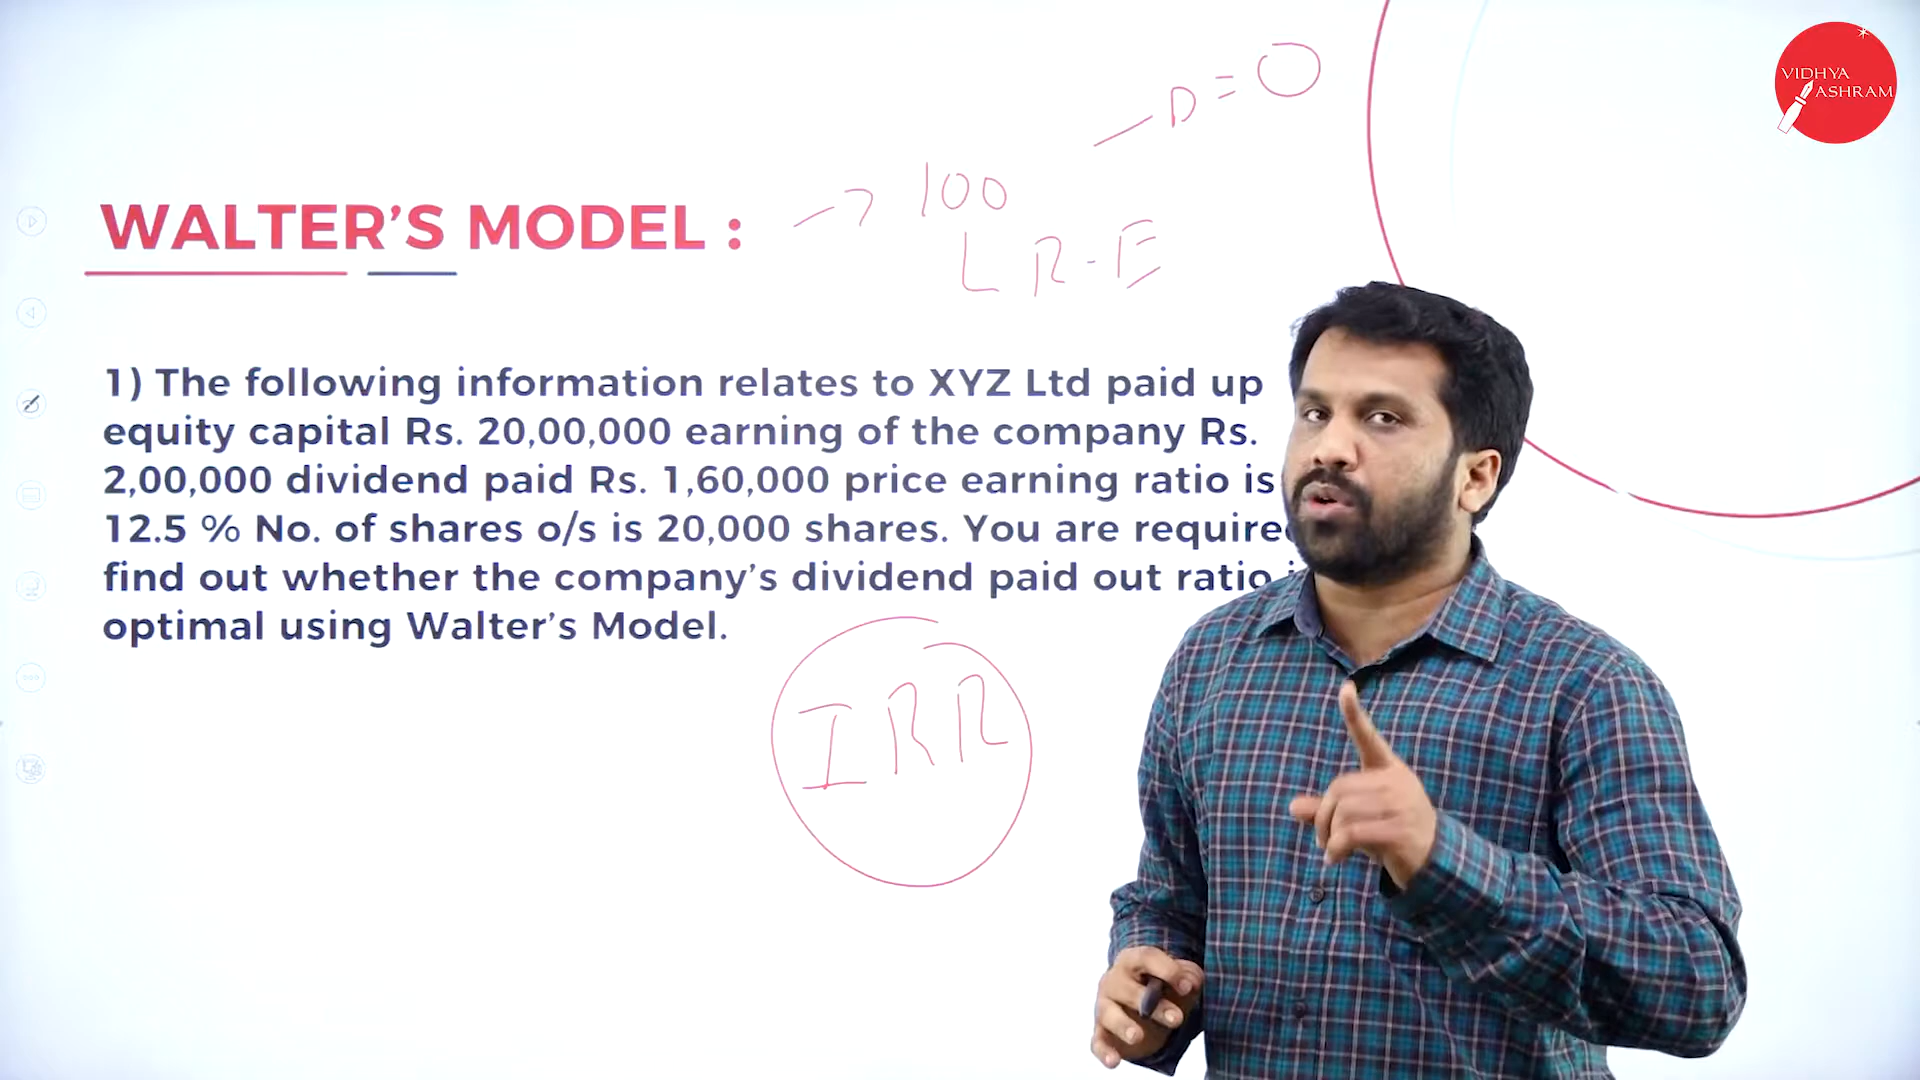 D = 0
VIDHYA
ASHRAM
→ 100
WALTER'S MODEL :
L R-E
1) The following information relates to XYZ Ltd paid up
equity capital Rs. 20,00,000 earning of the company Rs.
2,00,000 dividend paid Rs. 1,60,000 price earning ratio is
12.5 % No. of shares o/s is 20,000 shares. You are require
find out whether the company's dividend paid out ratio i
optimal using Walter's Model.
IRR